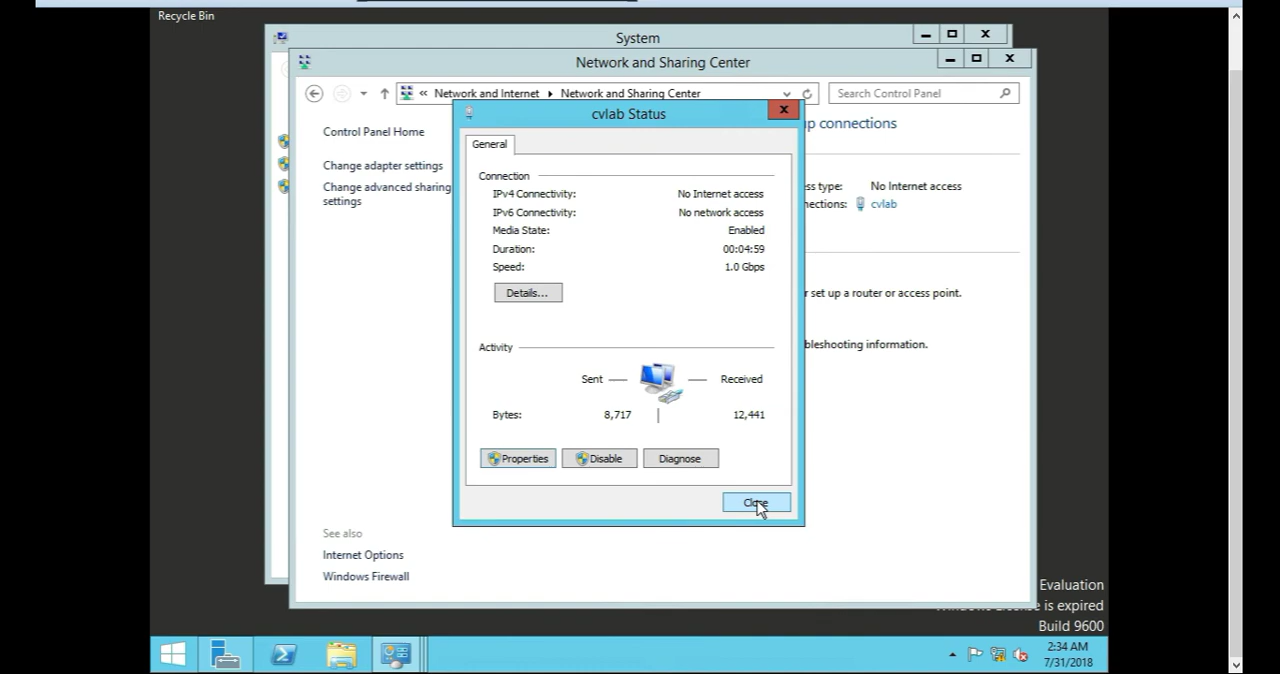 Recycle Bin
System
Network and Sharing Center
« Network and Internet Network and Sharing Center
Search Control Panel
Control Panel Home
Change adapter settings
Change advanced sharing
settings
up connections
ess type: No Internet access
nections: cvlab
r set up a router or access point.
bleshooting information.
See also
Internet Options
Windows Firewall
cvlab Status
General
Connection
IPv4 Connectivity: No Internet access
IPv6 Connectivity: No network access
Media State: Enabled
Duration: 00:04:59
Speed: 1.0 Gbps
Details...
Activity
Sent Received
Bytes: 8,717 12,441
Properties Disable Diagnose
Close
Evaluation
Windows License is expired
Build 9600
2:34 AM
7/31/2018